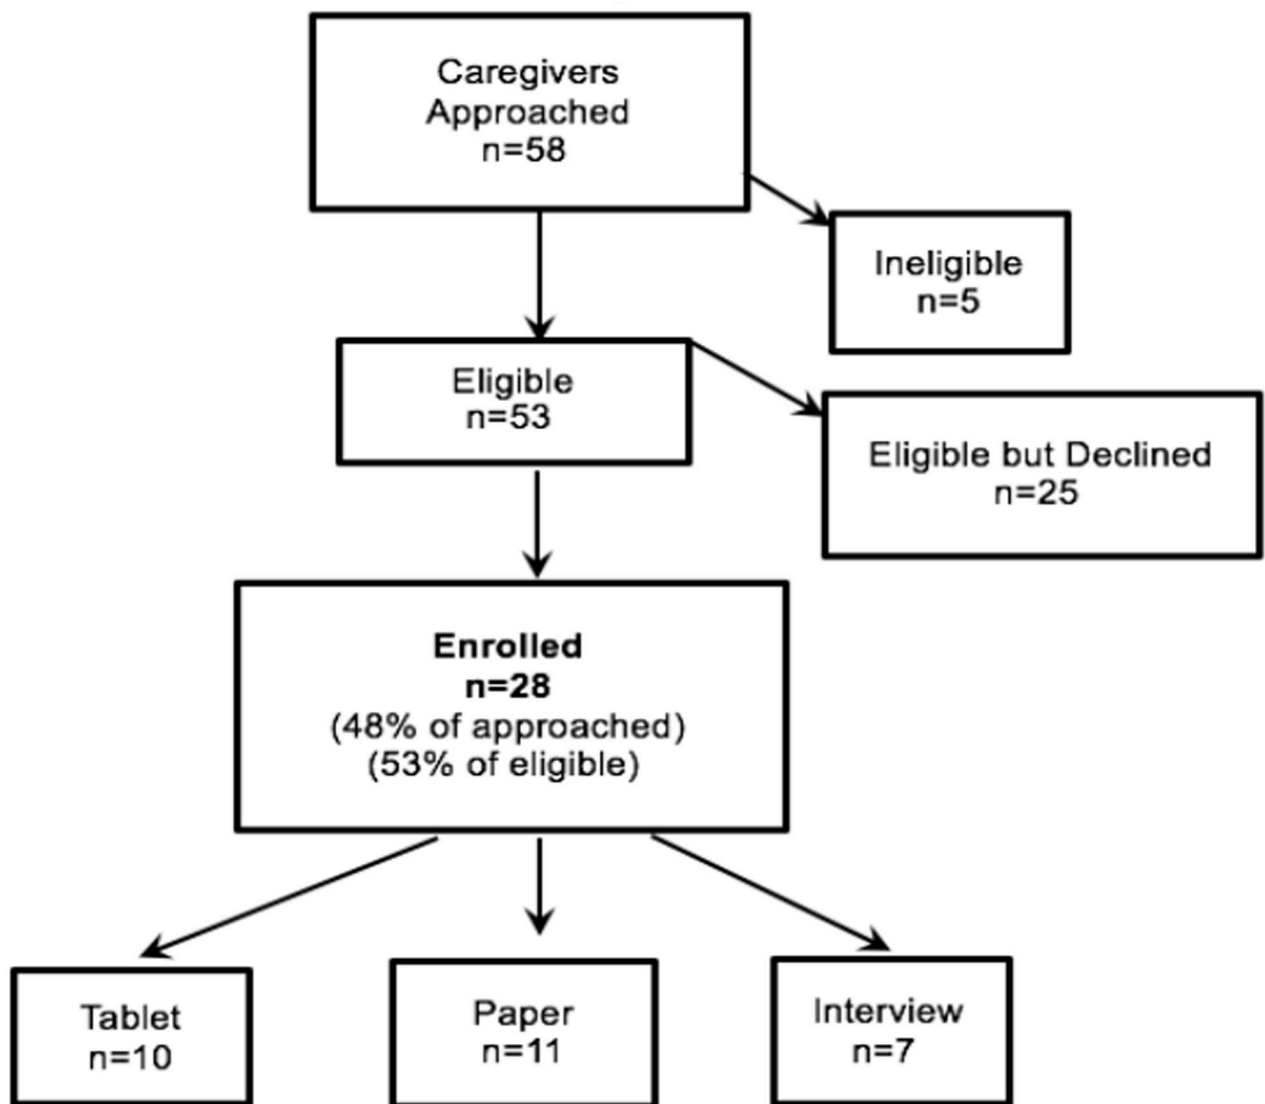 Caregivers
Approached
n=58
Ineligible
n=5
Eligible
n=53
Eligible but Declined
n=25
Enrolled
n=28
(48% of approached)
(53% of eligible)
Tablet
n=10
Paper
n=11
Interview
n=7